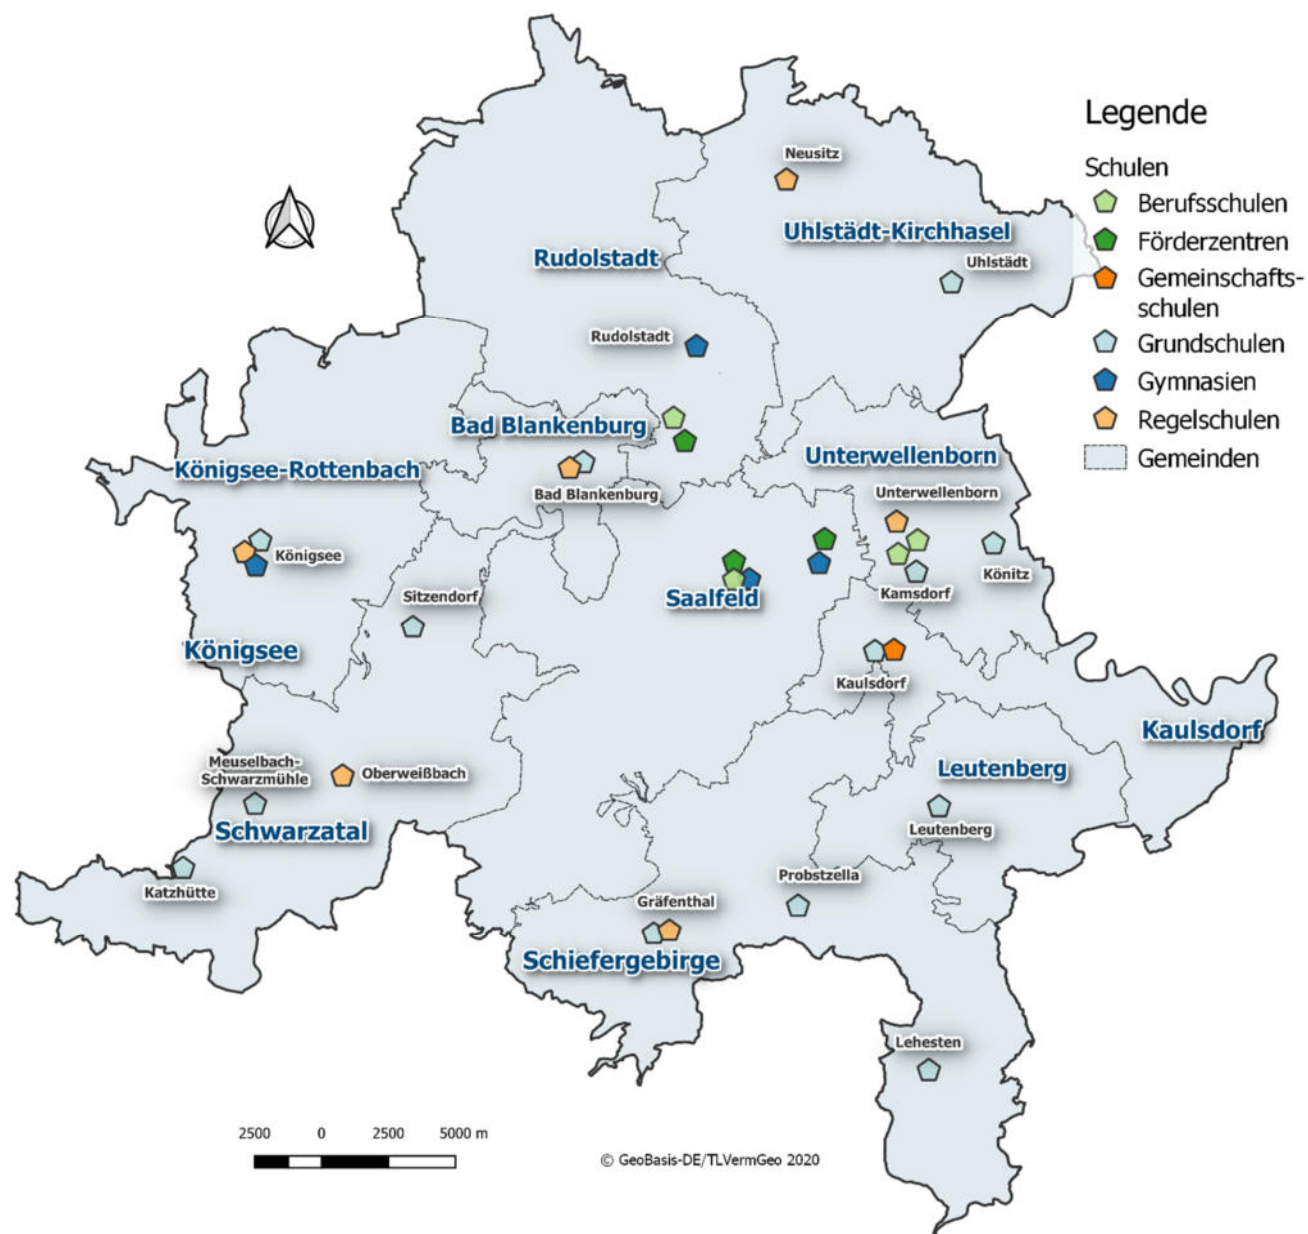 Legende
Schulen
Berufsschulen
Förderzentren
Gemeinschafts-
schulen
Grundschulen
Gymnasien
Regelschulen
Gemeinden
Neusitz
Uhlstädt-Kirchhasel
Rudolstadt
Uhlstädt
Rudolstadt
Bad Blankenburg
Unterwellenborn
Königsee-Rottenbach
Bad Blankenburg
Unterwellenborn
Königsee
Könitz
Sitzendorf
Saalfeld
Kamsdorf
Königsee
Kaulsdorf
Kaulsdorf
Meuselbach-
Schwarzmühle
Oberweißbach
Leutenberg
Schwarzatal
Leutenberg
Katzhütte
Probstzella
Gräfenthal
Schiefergebirge
Lehesten
2500 0 2500 5000 m
© GeoBasis-DE/TLVermGeo 2020